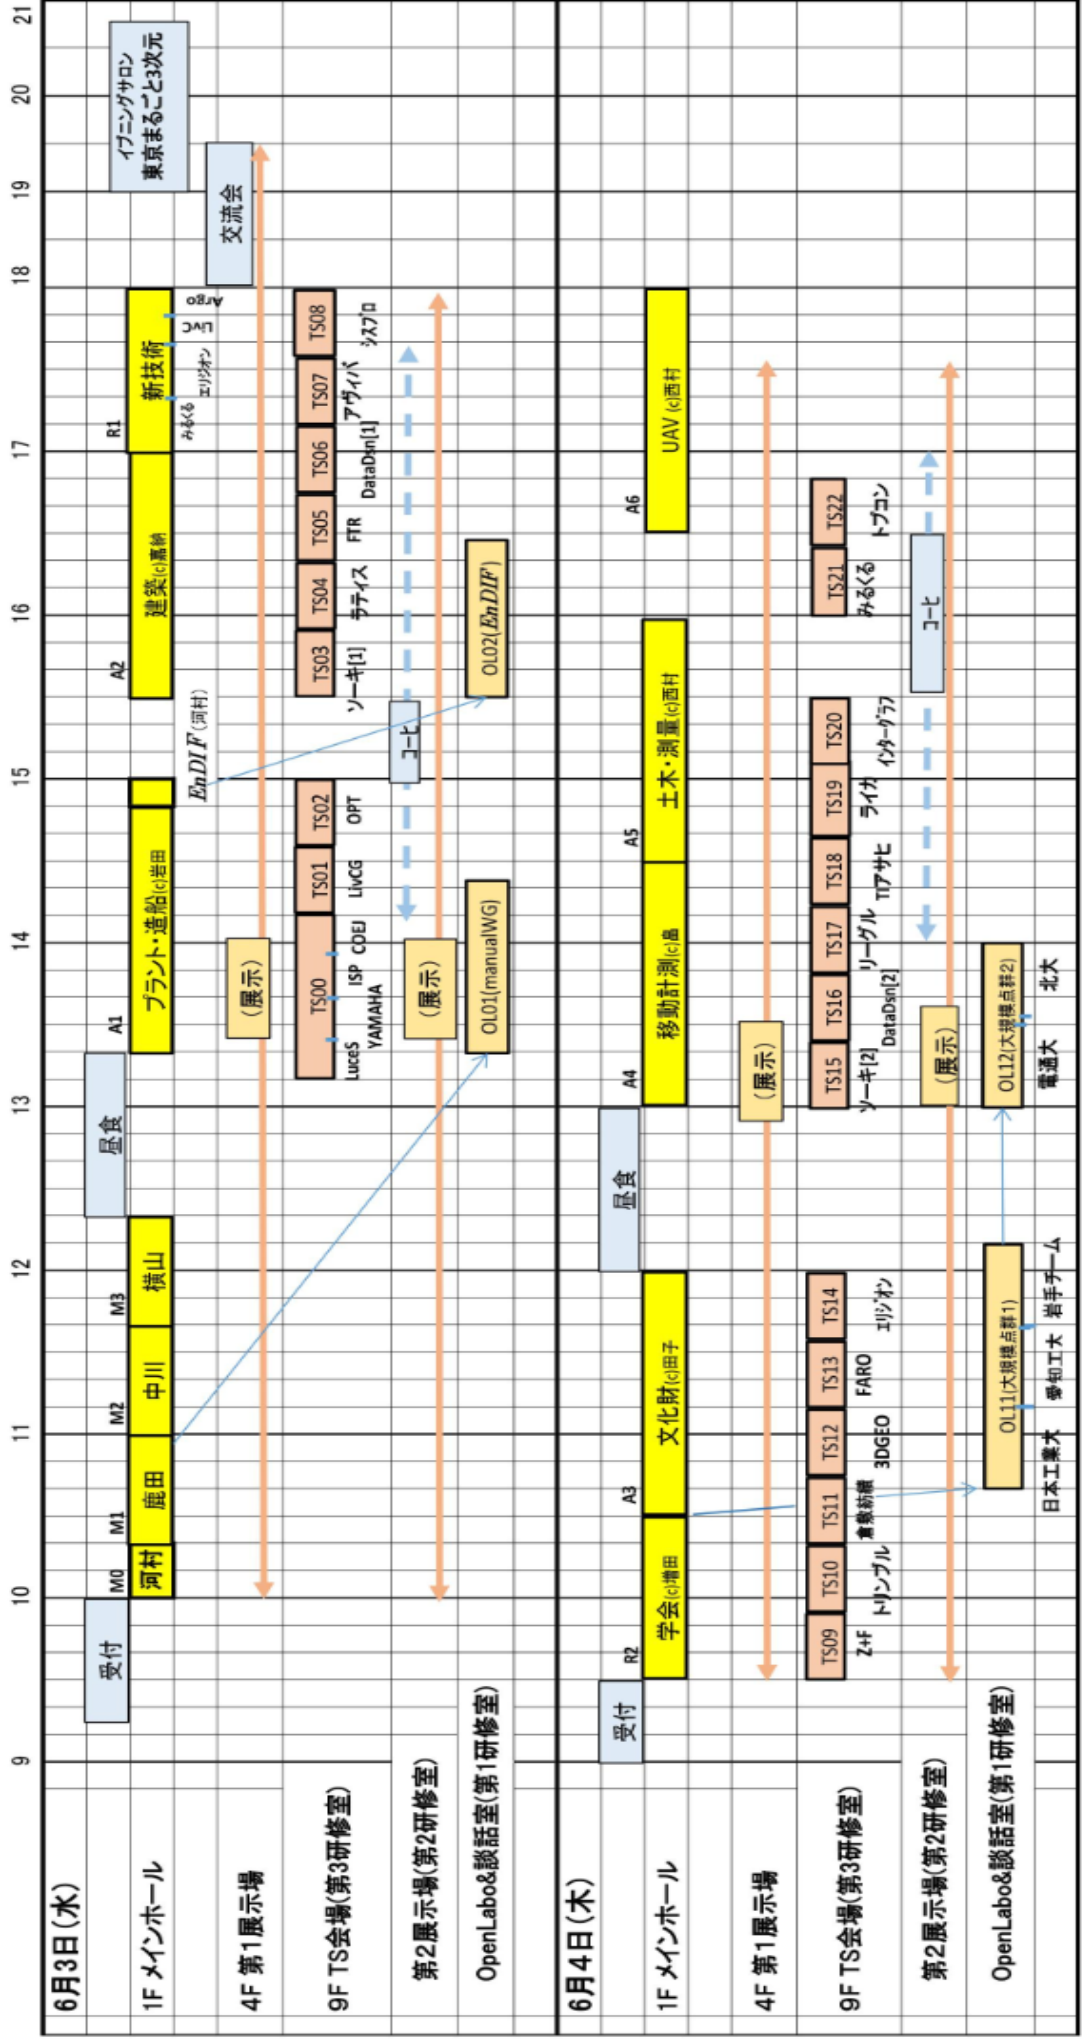 9 10 11 12 13 14 15 16 17 18 19 20 21
6月3日(水)
受付
昼食
イブニングサロン
東京まるごと3次元
M0 M1 M2 M3 A1 A2 R1
1F メインホール
河村 鹿田 中川 横山 プラント・造船(c)岩田 建築(c)嘉納 新技術
みるくる エリジオン UVC Argo
EnDIF(河村)
交流会
4F 第1展示場
(展示)
9F TS会場(第3研修室)
TS00 TS01 TS02 TS03 TS04 TS05 TS06 TS07 TS08
LuceS YAMAHA ISP COEJ LivCG OPT ソーキ[1] ラティス FTR DataDsn[1] アヴィバ シスプロ
コーヒ
第2展示場(第2研修室)
(展示)
OpenLabo&談話室(第1研修室)
OL01(manualWG) OL02(EnDIF)
6月4日(木)
受付
昼食
R2 A3 A4 A5 A6
1F メインホール
学会(c)増田 文化財(c)田子 移動計測(c)畠 土木・測量(c)西村 UAV (c)西村
4F 第1展示場
(展示)
9F TS会場(第3研修室)
TS09 TS10 TS11 TS12 TS13 TS14 TS15 TS16 TS17 TS18 TS19 TS20 TS21 TS22
Z+F トリンブル 倉敷紡績 3DGEO FARO エリジオン ソーキ[2] DataDsn[2] リーグル TIアサヒ ライカ インターグラフ みるくる トプコン
コーヒ
第2展示場(第2研修室)
(展示)
OpenLabo&談話室(第1研修室)
OL11(大規模点群1) OL12(大規模点群2)
日本工業大 愛知工大 岩手チーム 電通大 北大